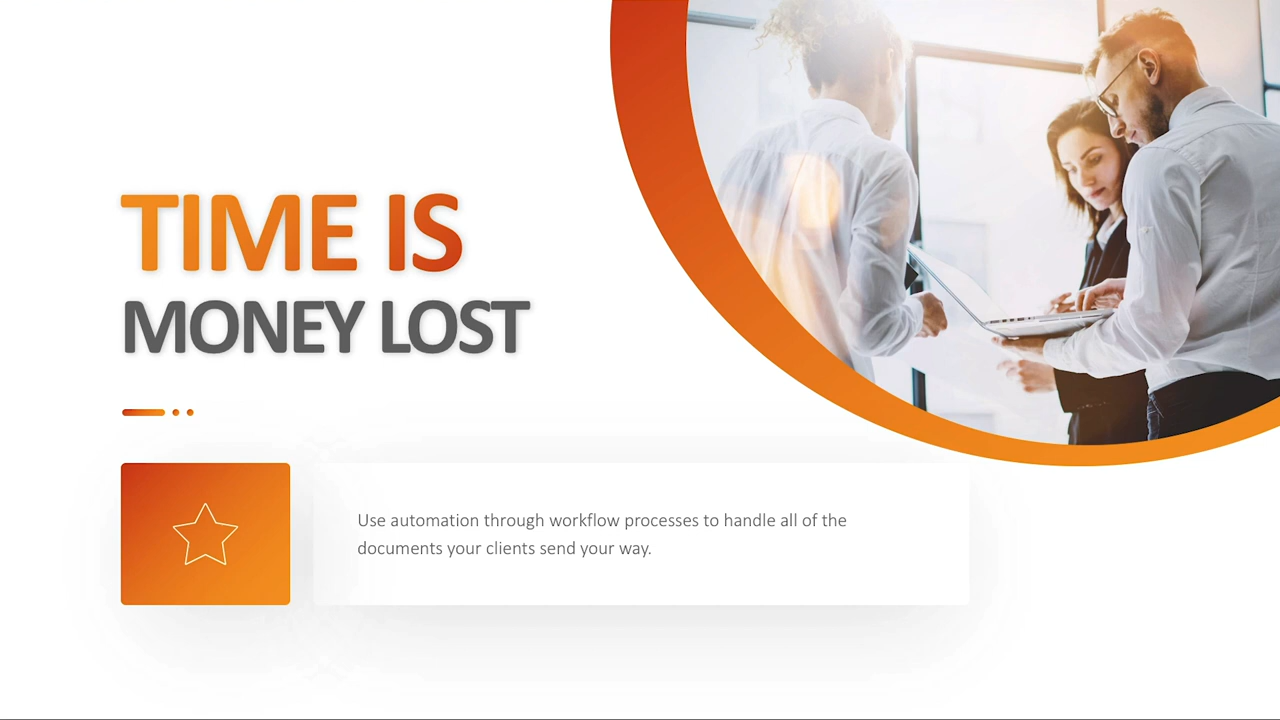 TIME IS
MONEY LOST
Use automation through workflow processes to handle all of the
documents your clients send your way.